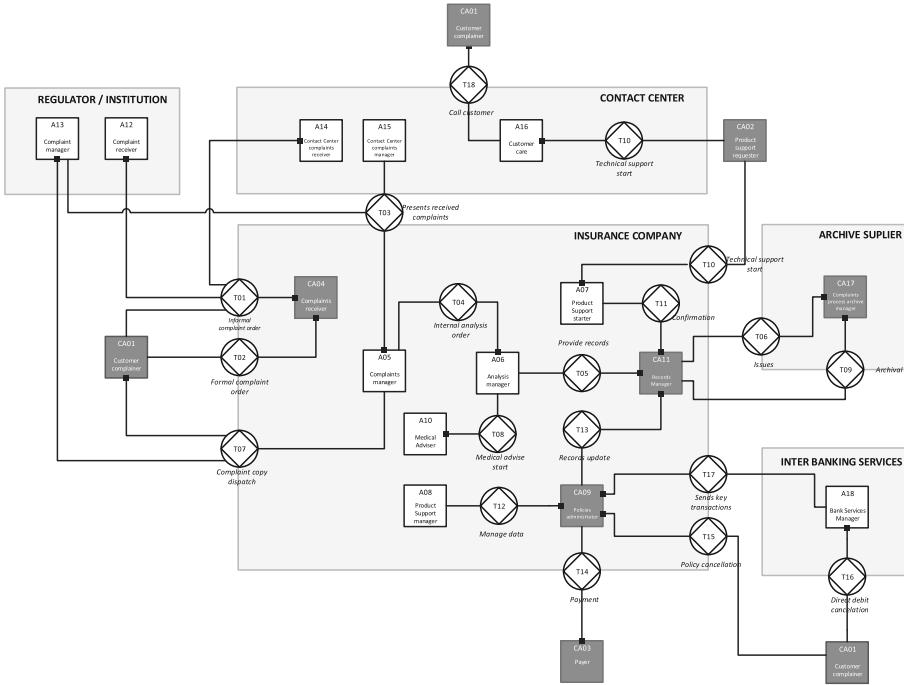 CA01
Customer
complainer
T18
Call customer
REGULATOR / INSTITUTION
A13
Complaint
manager
A12
Complaint
receiver
CONTACT CENTER
A14
Contact Center
complaints
receiver
A15
Contact Center
complaints
manager
A16
Customer
care
T10
Technical support
start
CA02
Product
support
requester
T03
Presents received
complaints
INSURANCE COMPANY
ARCHIVE SUPLIER
T10
Technical support
start
T01
Informal
complaint order
CA04
Complaints
receiver
T04
Internal analysis
order
A07
Product
Support
starter
T11
Confirmation
CA17
Complaints
process archive
manager
CA01
Customer
complainer
T02
Formal complaint
order
A05
Complaints
manager
A06
Analysis
manager
Provide records
T05
CA11
Records
Manager
T06
Issues
T09
Archival
A10
Medical
Adviser
T08
Medical advise
start
T13
Records update
T07
Complaint copy
dispatch
INTER BANKING SERVICES
A08
Product
Support
manager
T12
Manage data
CA09
Policies
administrator
T17
Sends key
transactions
A18
Bank Services
Manager
T15
Policy cancellation
T14
Payment
T16
Direct debit
cancelation
CA03
Payer
CA01
Customer
complainer